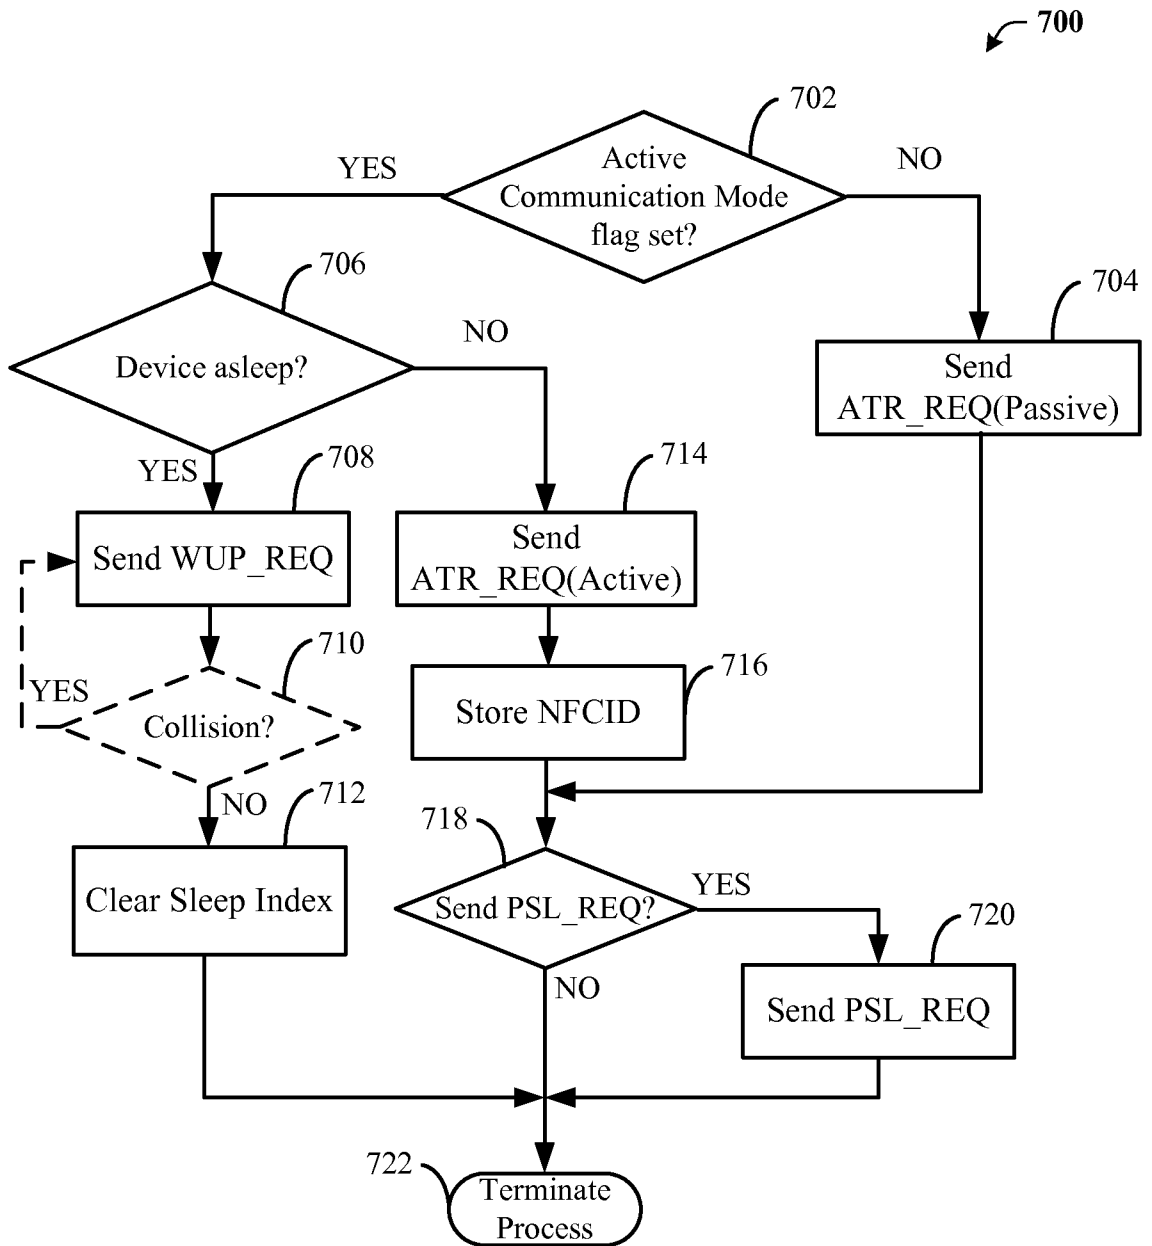 700
702
Active
Communication Mode
flag set?
YES
NO
706
Device asleep?
NO
704
Send
ATR_REQ(Passive)
YES
708
Send WUP_REQ
714
Send
ATR_REQ(Active)
710
Collision?
YES
NO
716
Store NFCID
712
Clear Sleep Index
718
Send PSL_REQ?
YES
NO
720
Send PSL_REQ
722
Terminate
Process